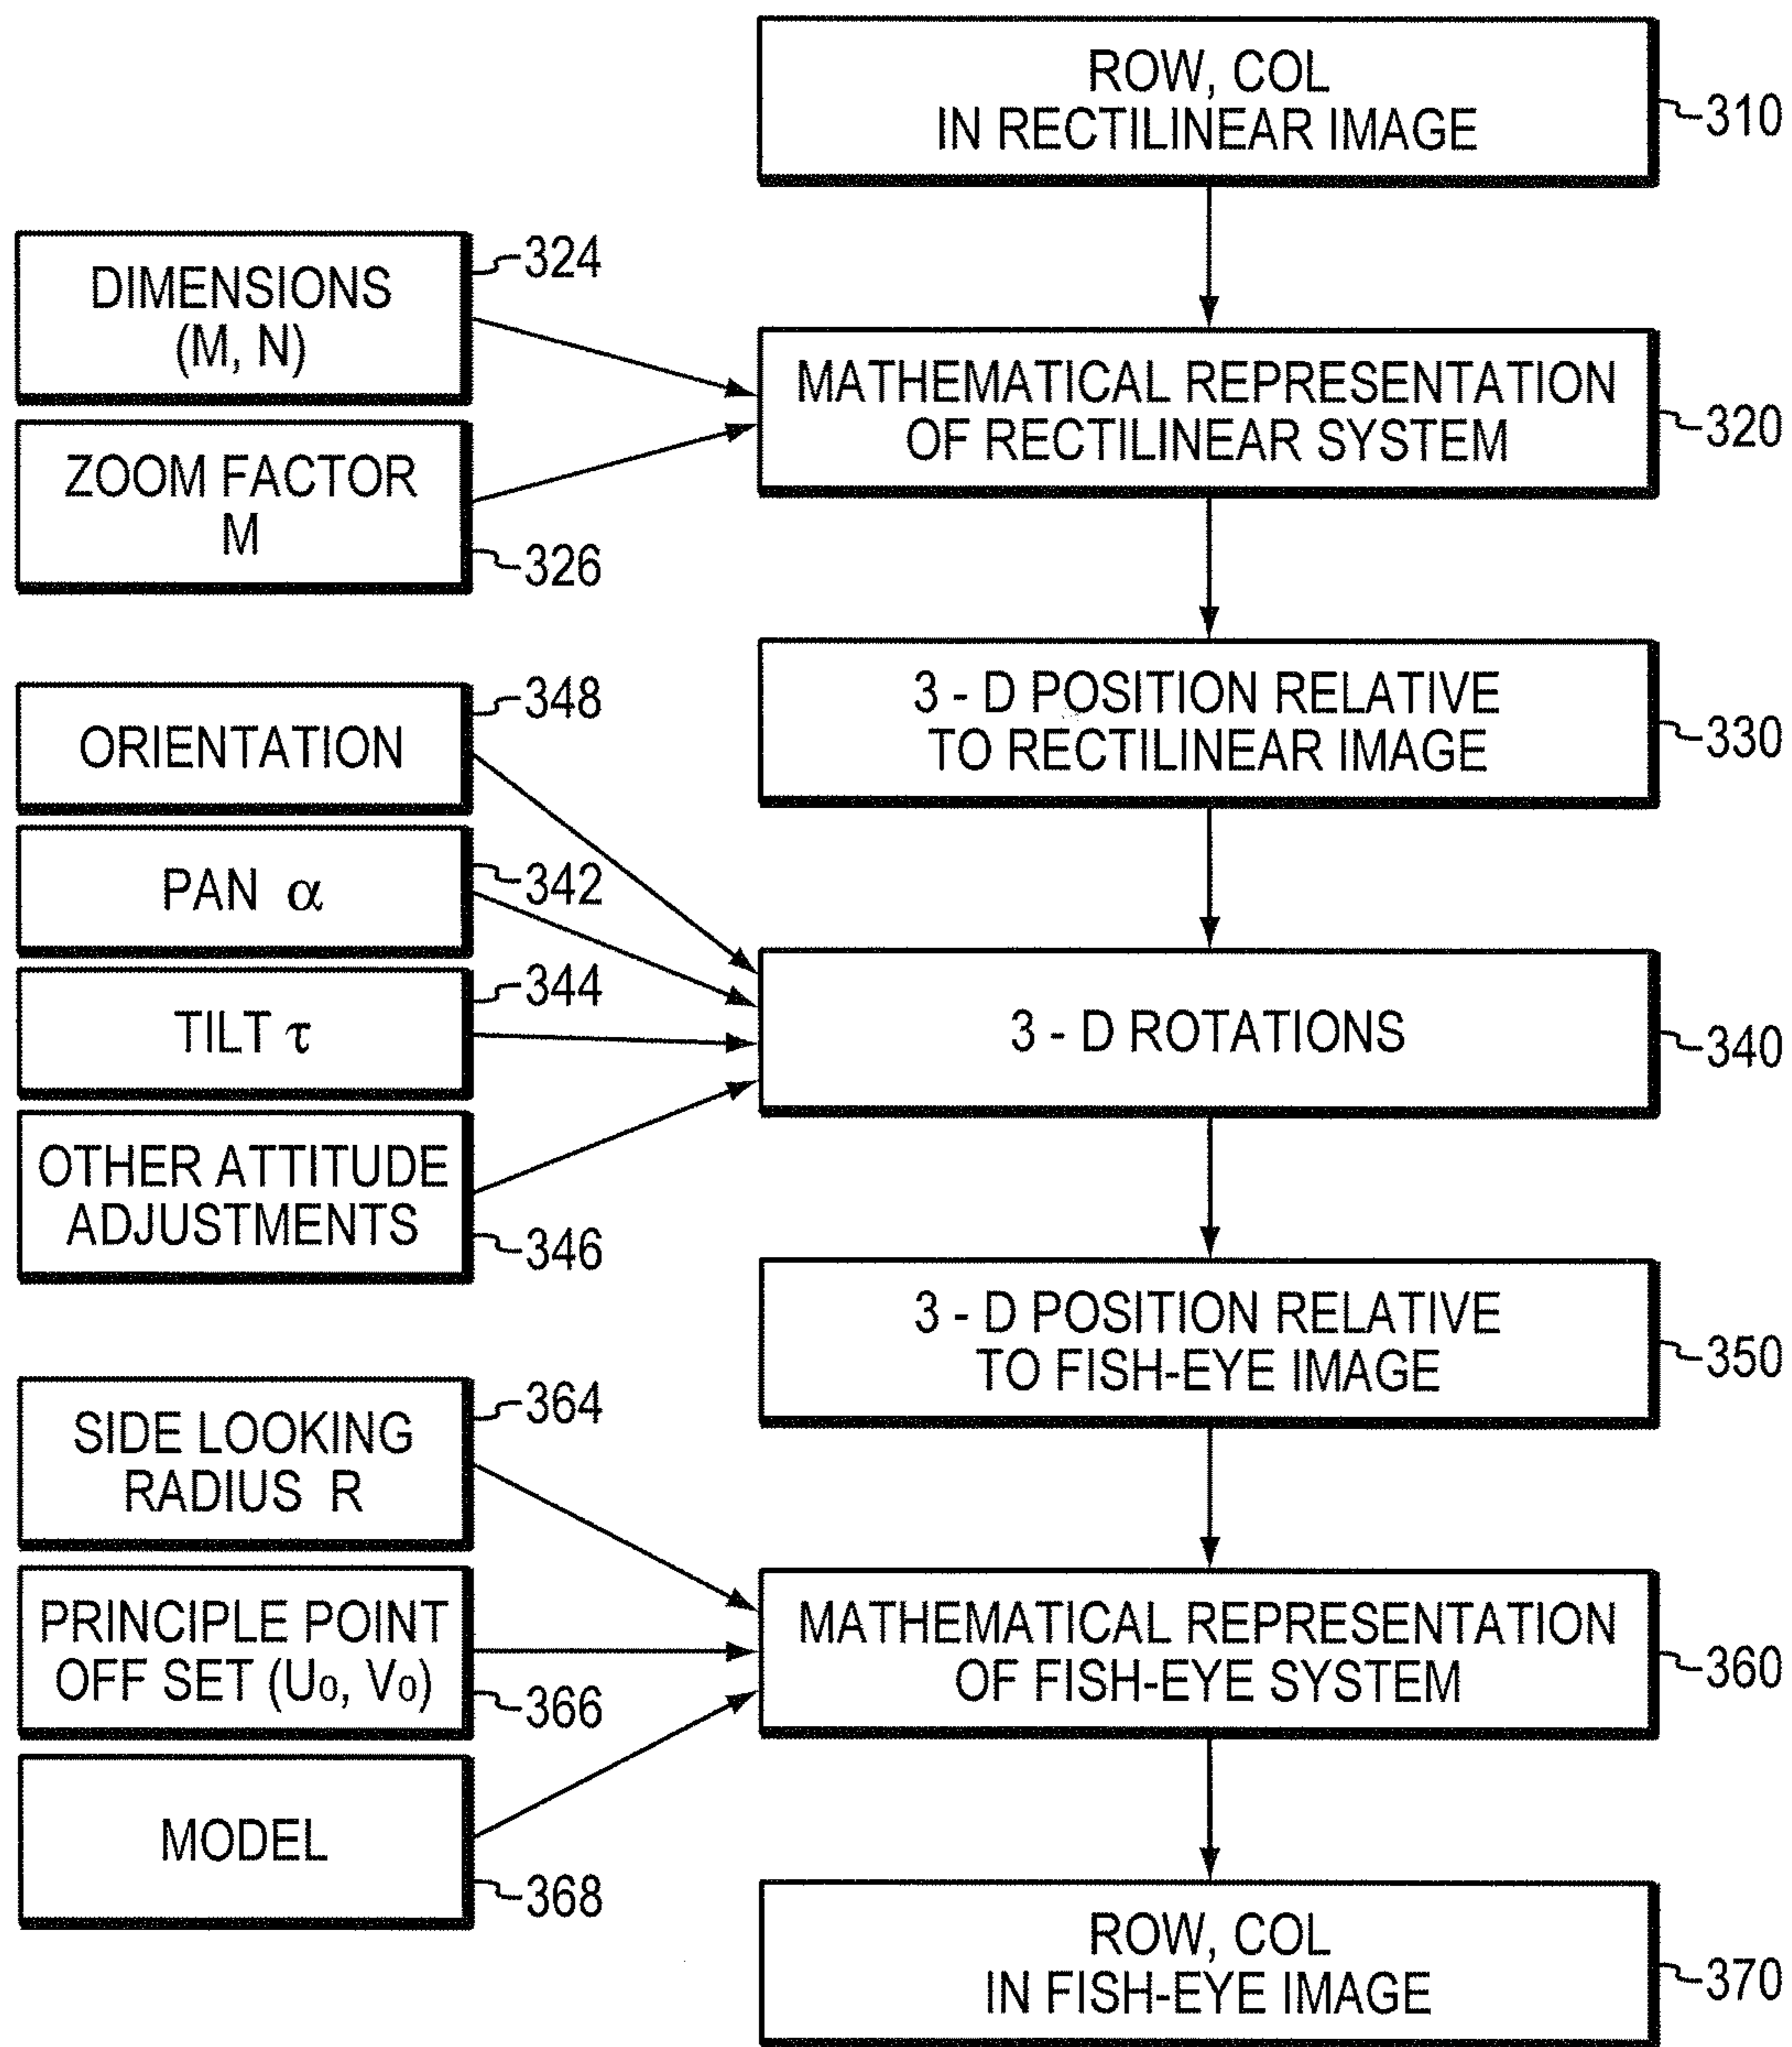 ROW, COL
IN RECTILINEAR IMAGE
310
324
DIMENSIONS
(M, N)
MATHEMATICAL REPRESENTATION
OF RECTILINEAR SYSTEM
320
ZOOM FACTOR
M
326
3 - D POSITION RELATIVE
TO RECTILINEAR IMAGE
330
348
ORIENTATION
342
PAN α
344
TILT τ
3 - D ROTATIONS
340
OTHER ATTITUDE
ADJUSTMENTS
346
3 - D POSITION RELATIVE
TO FISH-EYE IMAGE
350
364
SIDE LOOKING
RADIUS R
PRINCIPLE POINT
OFF SET (U₀, V₀)
366
MATHEMATICAL REPRESENTATION
OF FISH-EYE SYSTEM
360
MODEL
368
ROW, COL
IN FISH-EYE IMAGE
370